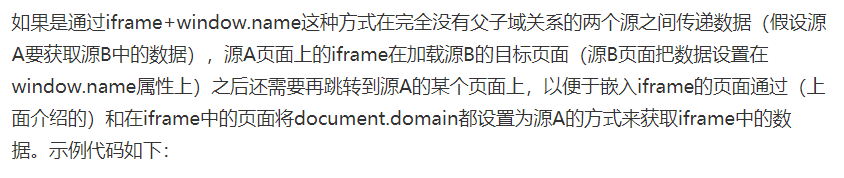 如果是通过iframe+window.name这种方式在完全没有父子域关系的两个源之间传递数据（假设源
A要获取源B中的数据），源A页面上的iframe在加载源B的目标页面（源B页面把数据设置在
window.name属性上）之后还需要再跳转到源A的某个页面上，以便于嵌入iframe的页面通过（上
面介绍的）和在iframe中的页面将document.domain都设置为源A的方式来获取iframe中的数
据。示例代码如下：